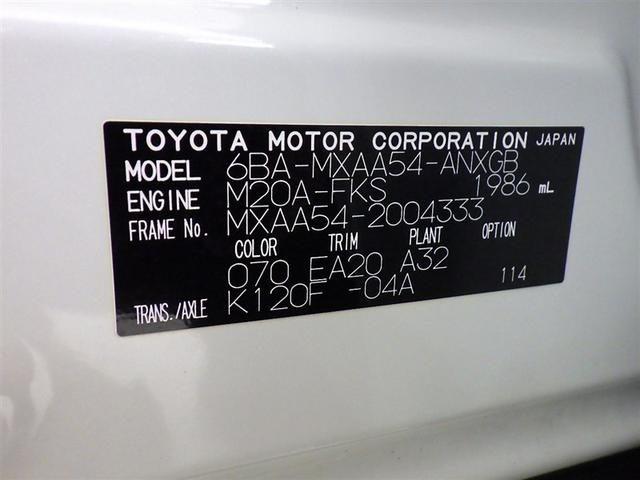 TOYOTA MOTOR CORPORATION JAPAN
MODEL 6BA-MXAA54-ANXGB
ENGINE M20A-FKS 1986 mL
FRAME No. MXAA54-2004333
COLOR TRIM PLANT OPTION
070 EA20 A32
TRANS./AXLE K120F -04A 114